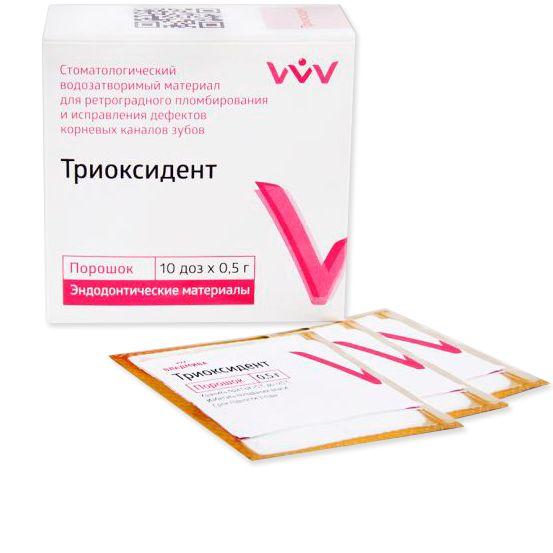 Стоматологический
водозатворимый материал
для ретроградного пломбирования
и исправления дефектов
корневых каналов зубов
Триоксидент
Порошок 10 доз х 0,5 г
Эндодонтические материалы
ВЛАДМИВА
Триоксидент
Порошок 0,5 г